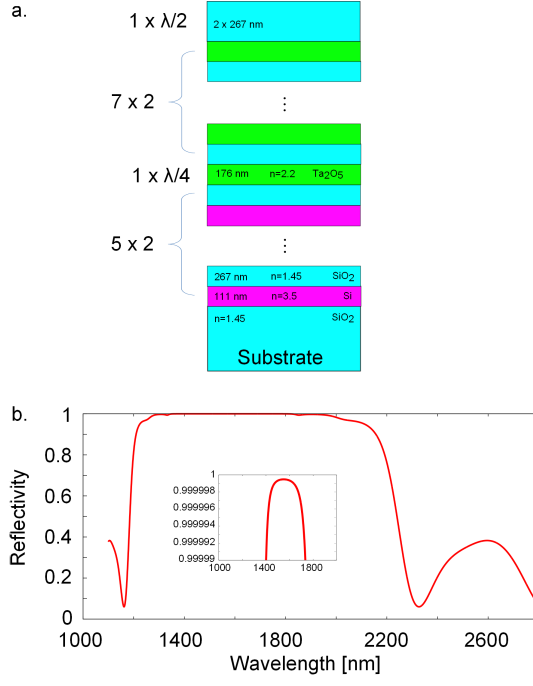 a.
1 x λ/2
2 x 267 nm
7 x 2
⋮
1 x λ/4
176 nm n=2.2 Ta₂O₅
5 x 2
⋮
267 nm n=1.45 SiO₂
111 nm n=3.5 Si
n=1.45 SiO₂
Substrate
b.
Reflectivity
1
0.8
0.6
0.4
0.2
0
1
0.999998
0.999996
0.999994
0.999992
0.99999
1000 1400 1800
1000 1400 1800 2200 2600
Wavelength [nm]